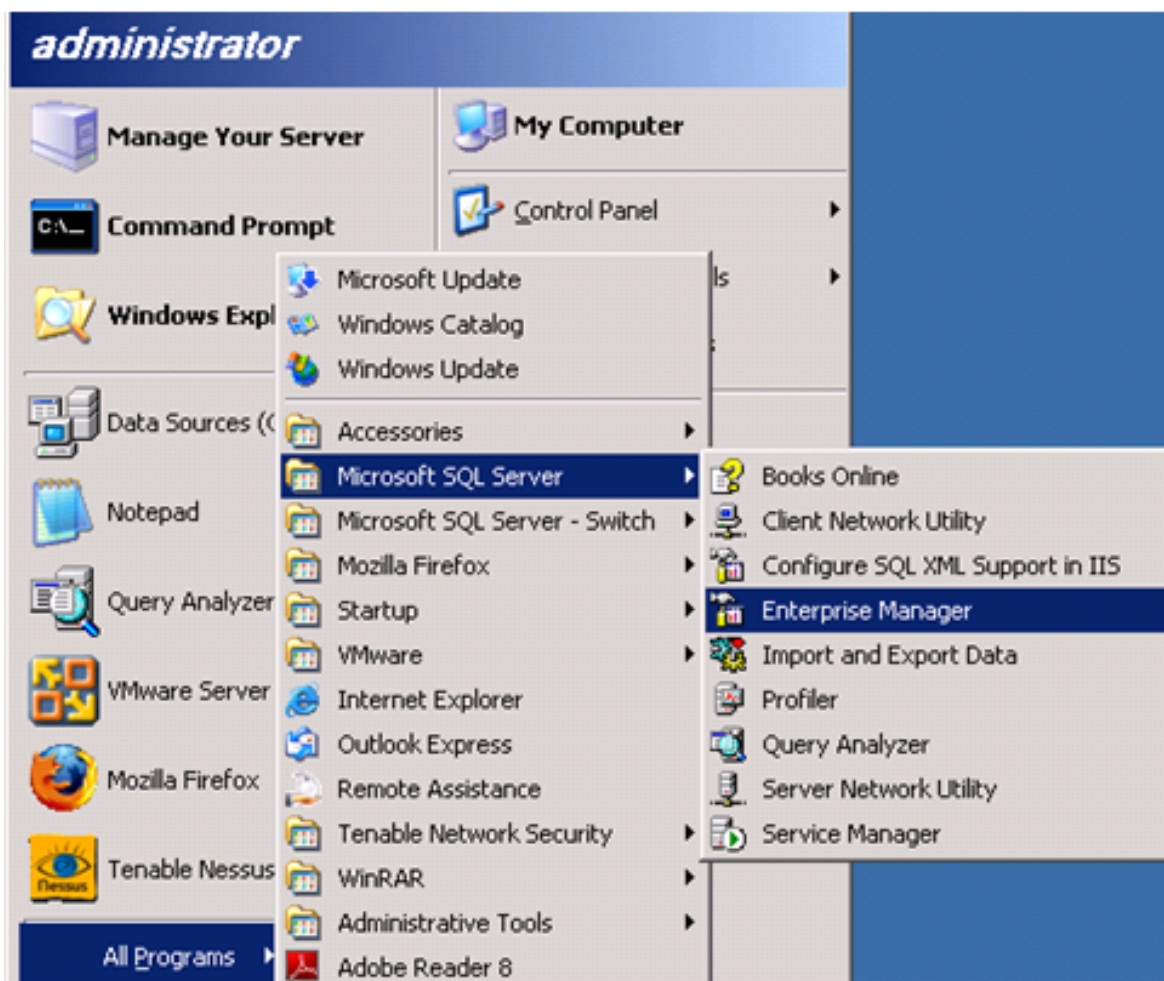 administrator
Manage Your Server
Command Prompt
Windows Expl
Data Sources (
Notepad
Query Analyzer
VMware Server
Mozilla Firefox
Tenable Nessus
Nessus
All Programs
My Computer
Control Panel
ls
Microsoft Update
Windows Catalog
Windows Update
Accessories
Microsoft SQL Server
Microsoft SQL Server - Switch
Mozilla Firefox
Startup
VMware
Internet Explorer
Outlook Express
Remote Assistance
Tenable Network Security
WinRAR
Administrative Tools
Adobe Reader 8
Books Online
Client Network Utility
Configure SQL XML Support in IIS
Enterprise Manager
Import and Export Data
Profiler
Query Analyzer
Server Network Utility
Service Manager